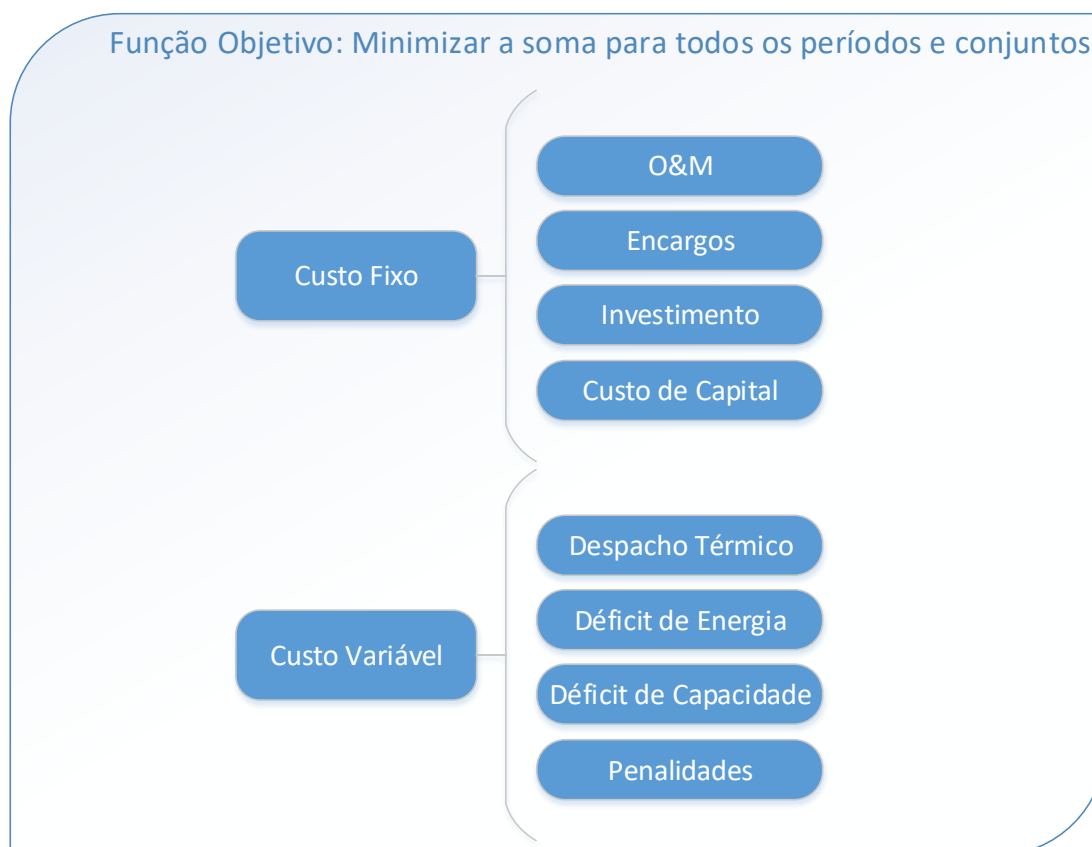 Função Objetivo: Minimizar a soma para todos os períodos e conjuntos
Custo Fixo
O&M
Encargos
Investimento
Custo de Capital
Custo Variável
Despacho Térmico
Déficit de Energia
Déficit de Capacidade
Penalidades